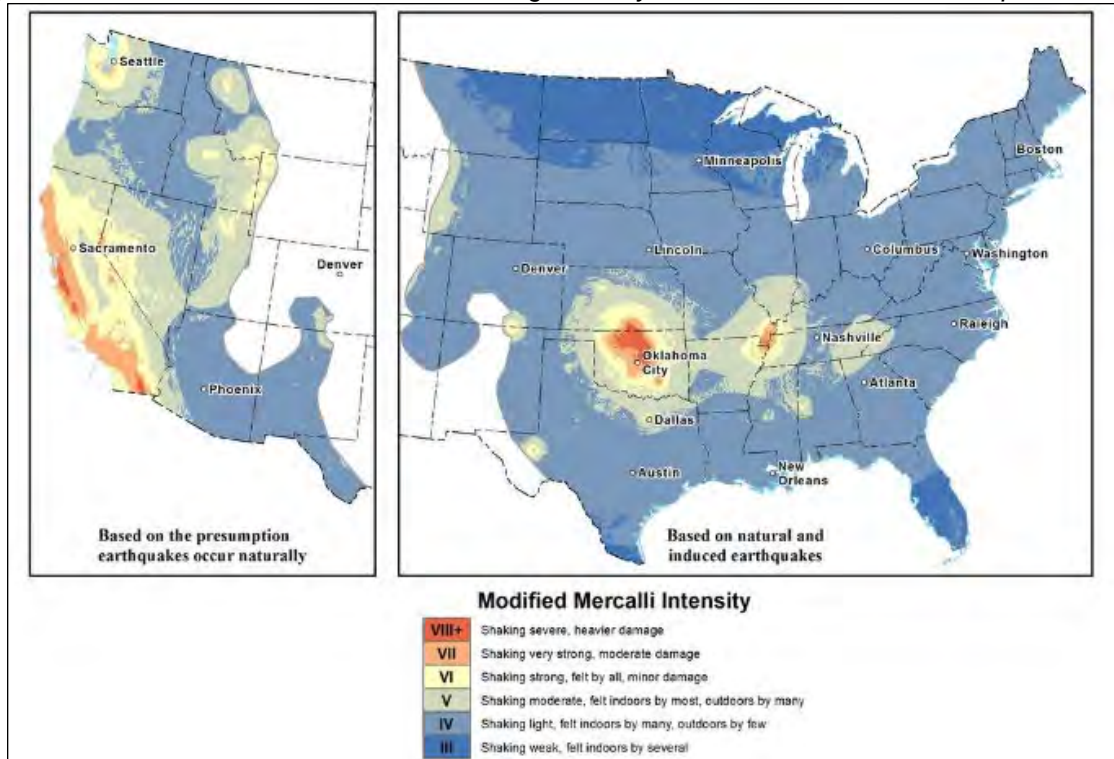 Seattle
Sacramento
Denver
Phoenix
Based on the presumption
earthquakes occur naturally
Minneapolis
Boston
Lincoln
Columbus
Washington
Denver
Nashville
Raleigh
Oklahoma
City
Atlanta
Dallas
Austin
New
Orleans
Based on natural and
induced earthquakes
Modified Mercalli Intensity
VIII+ Shaking severe, heavier damage
VII Shaking very strong, moderate damage
VI Shaking strong, felt by all, minor damage
V Shaking moderate, felt indoors by most, outdoors by many
IV Shaking light, felt indoors by many, outdoors by few
III Shaking weak, felt indoors by several